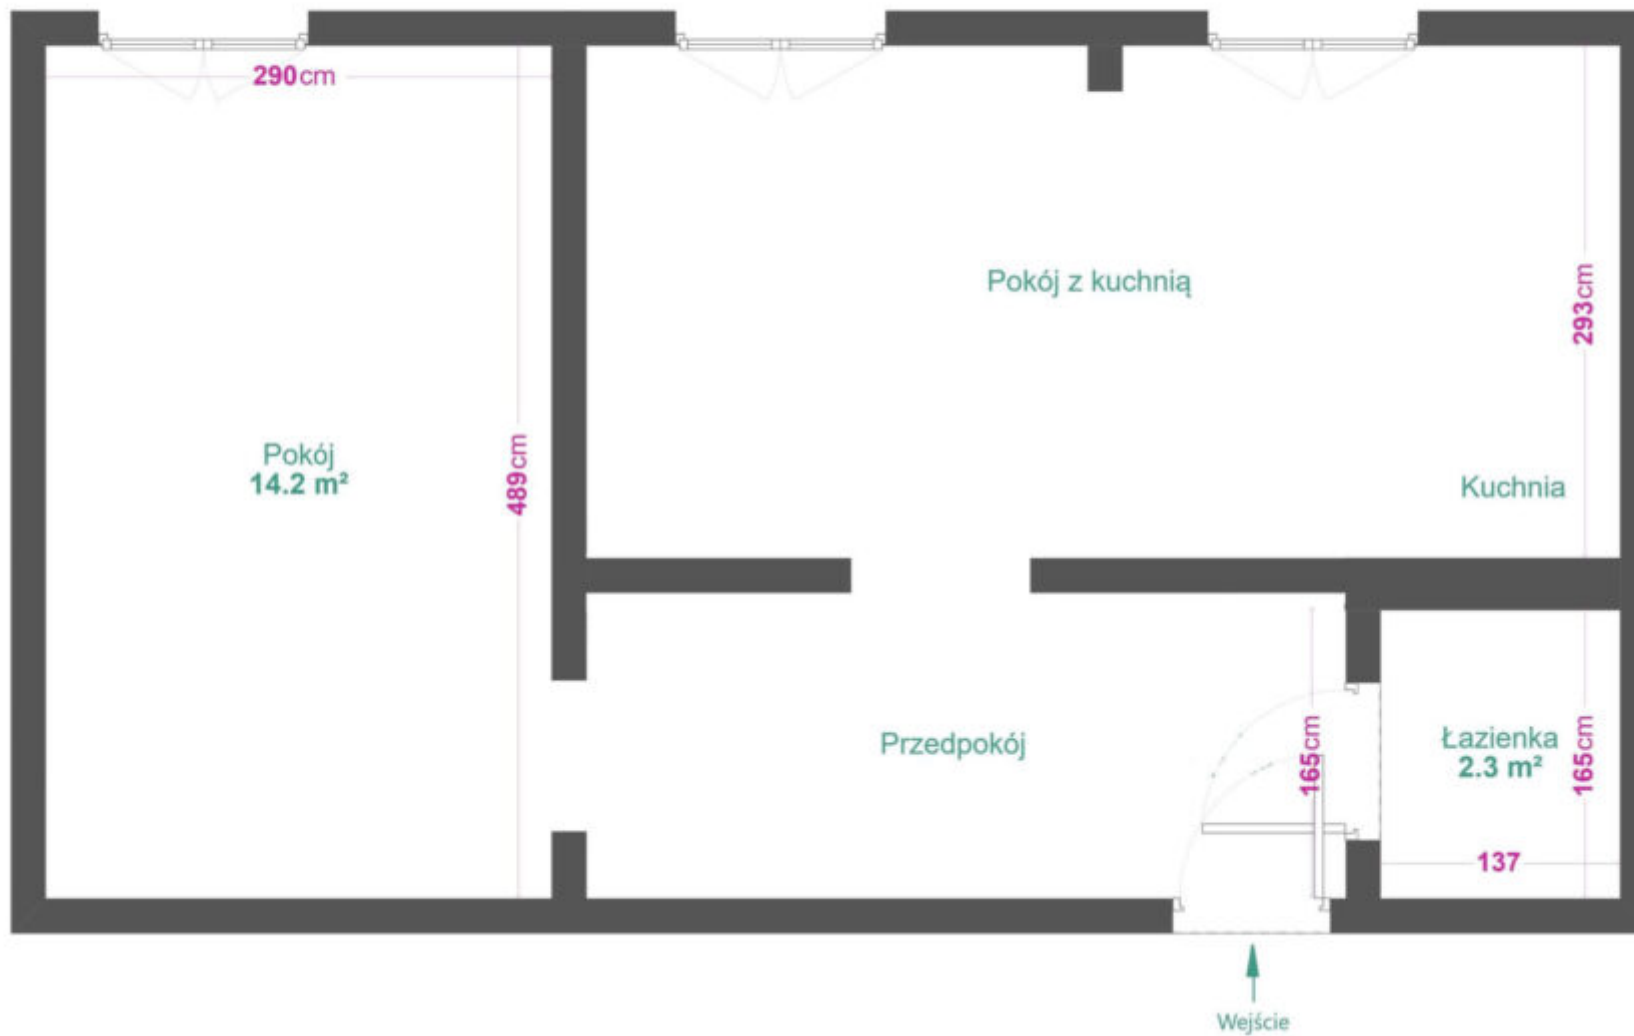 290cm
Pokój z kuchnią
293cm
Pokój
14.2 m²
489cm
Kuchnia
Przedpokój
165cm
Łazienka
2.3 m²
165cm
137
Wejście